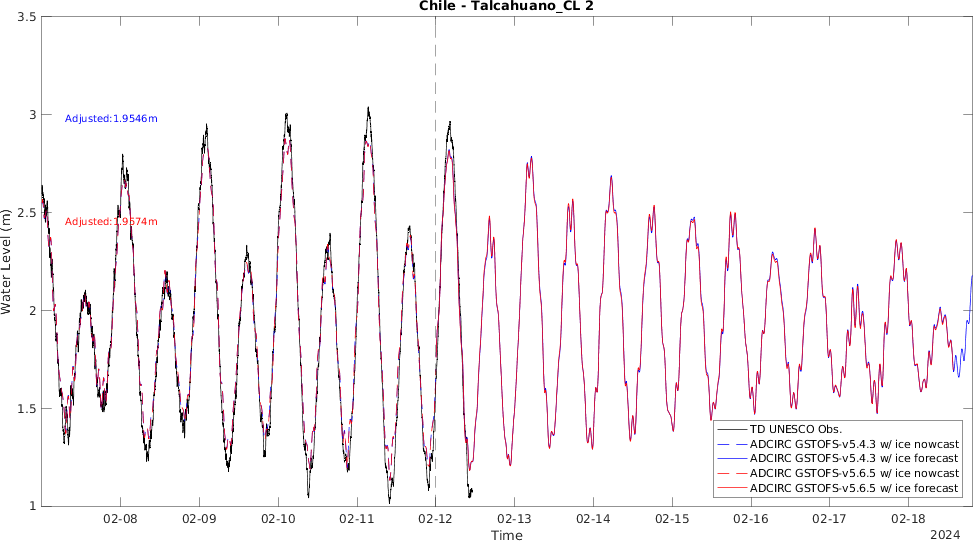 Chile - Talcahuano_CL 2
3.5
3
2.5
2
1.5
1
Water Level (m)
Adjusted:1.9546m
Adjusted:1.9574m
TD UNESCO Obs.
ADCIRC GSTOFS-v5.4.3 w/ ice nowcast
ADCIRC GSTOFS-v5.4.3 w/ ice forecast
ADCIRC GSTOFS-v5.6.5 w/ ice nowcast
ADCIRC GSTOFS-v5.6.5 w/ ice forecast
02-08 02-09 02-10 02-11 02-12 02-13 02-14 02-15 02-16 02-17 02-18
Time
2024